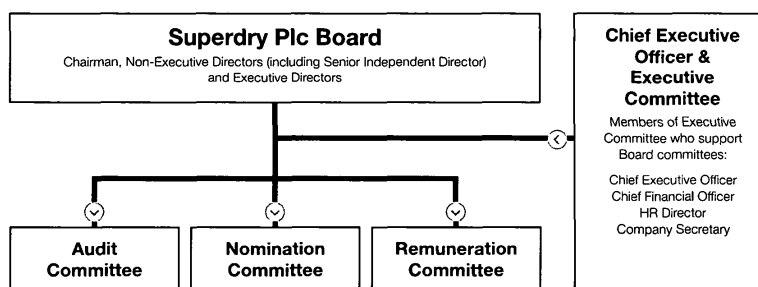 Superdry Plc Board
Chairman, Non-Executive Directors (including Senior Independent Director)
and Executive Directors
Chief Executive
Officer &
Executive
Committee
Members of Executive
Committee who support
Board committees:
Chief Executive Officer
Chief Financial Officer
HR Director
Company Secretary
Audit
Committee
Nomination
Committee
Remuneration
Committee